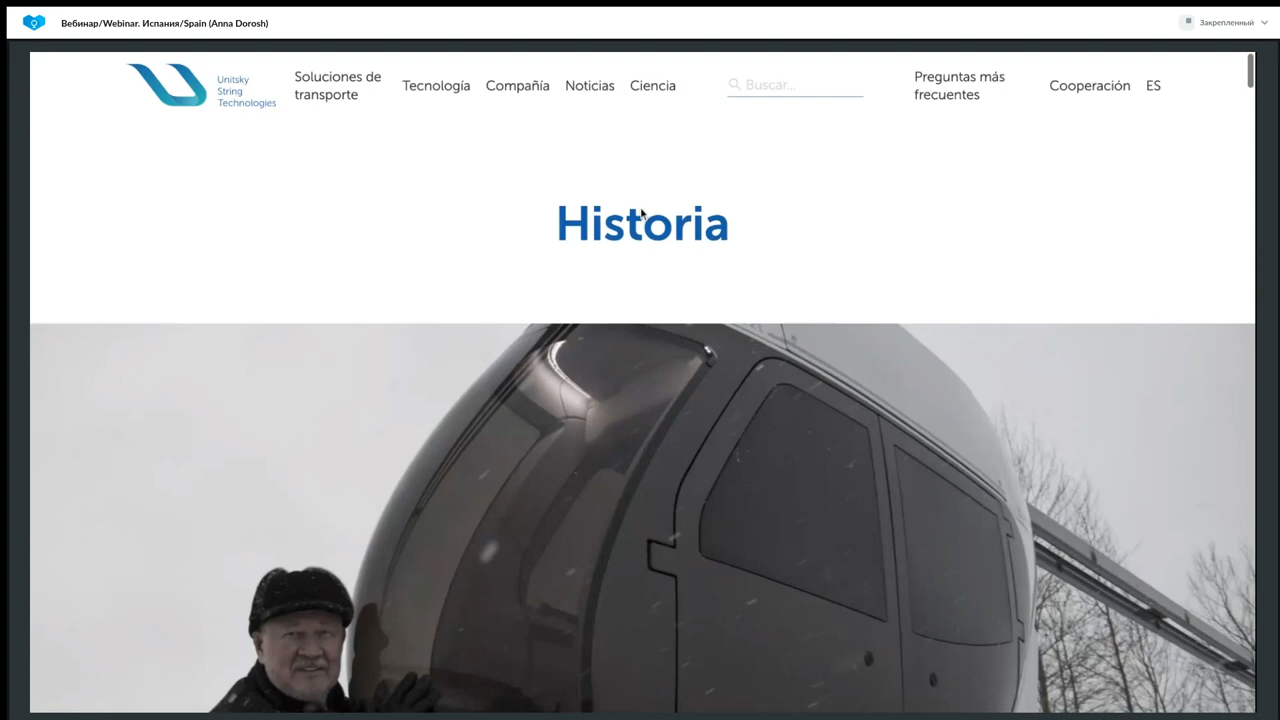 Вебинар/Webinar. Испания/Spain (Anna Dorosh)
Закрепленный
Unitsky
String
Technologies
Soluciones de
transporte
Tecnología
Compañía
Noticias
Ciencia
Buscar...
Preguntas más
frecuentes
Cooperación
ES
Historia